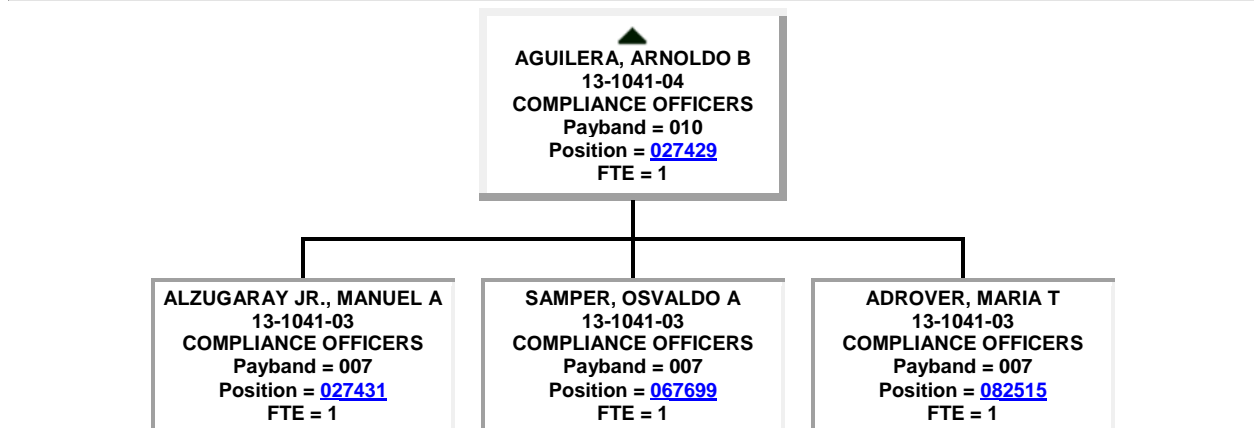 AGUILERA, ARNOLDO B
13-1041-04
COMPLIANCE OFFICERS
Payband = 010
Position = 027429
FTE = 1
ALZUGARAY JR., MANUEL A
13-1041-03
COMPLIANCE OFFICERS
Payband = 007
Position = 027431
FTE = 1
SAMPER, OSVALDO A
13-1041-03
COMPLIANCE OFFICERS
Payband = 007
Position = 067699
FTE = 1
ADROVER, MARIA T
13-1041-03
COMPLIANCE OFFICERS
Payband = 007
Position = 082515
FTE = 1